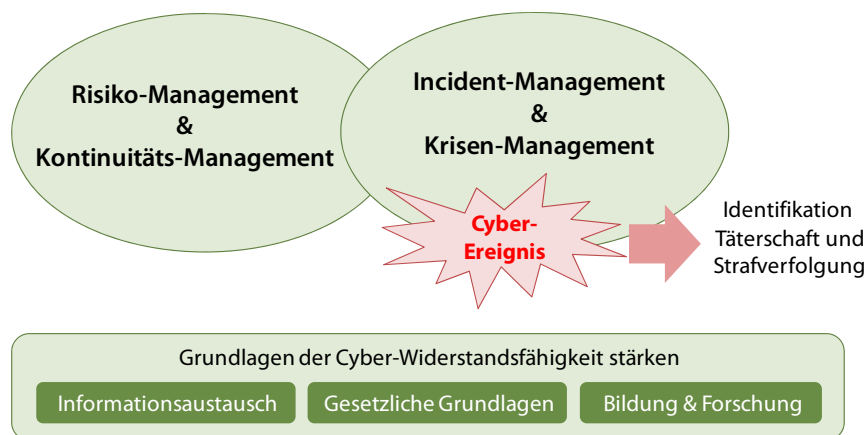 Risiko-Management
&
Kontinuitäts-Management
Incident-Management
&
Krisen-Management
Cyber-
Ereignis
Identifikation
Täterschaft und
Strafverfolgung
Grundlagen der Cyber-Widerstandsfähigkeit stärken
Informationsaustausch
Gesetzliche Grundlagen
Bildung & Forschung